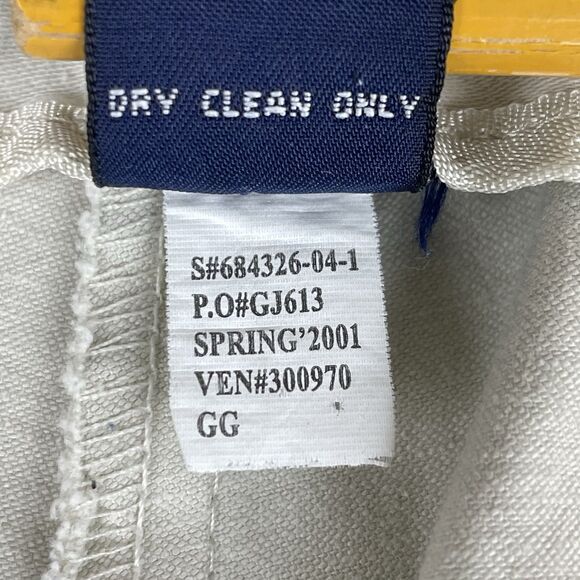 DRY CLEAN ONLY
S#684326-04-1
P.O#GJ613
SPRING'2001
VEN#300970
GG